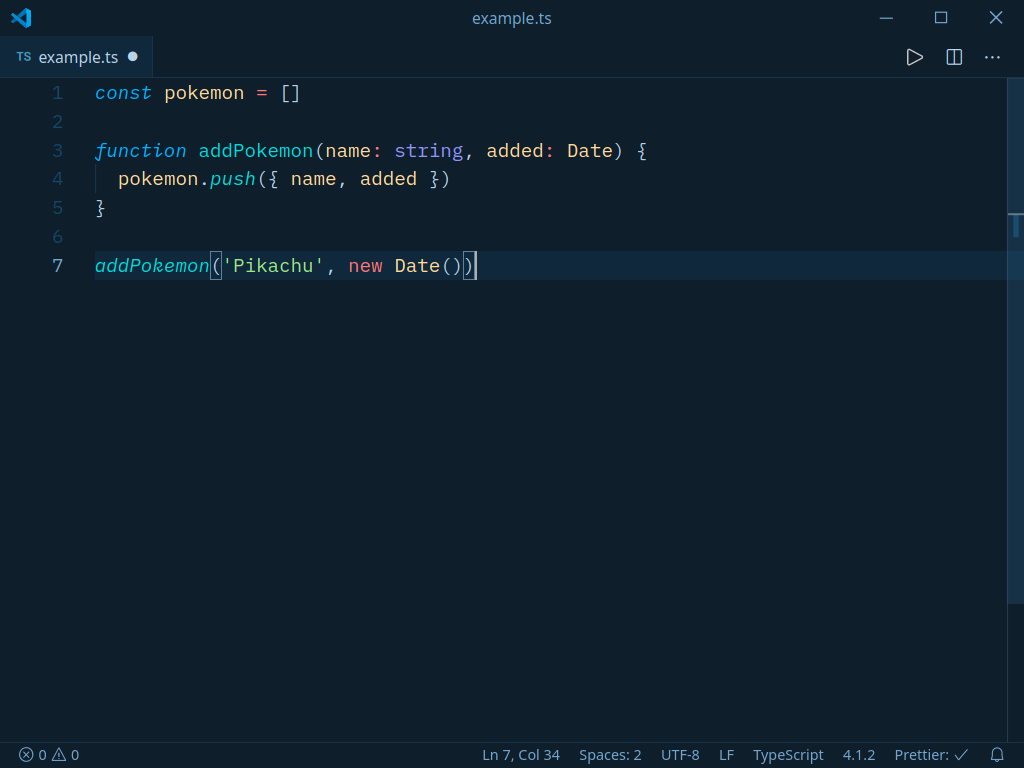 example.ts
TS example.ts
1 const pokemon = []
2
3 function addPokemon(name: string, added: Date) {
4   pokemon.push({ name, added })
5 }
6
7 addPokemon('Pikachu', new Date())
0 0 Ln 7, Col 34 Spaces: 2 UTF-8 LF TypeScript 4.1.2 Prettier: ✓